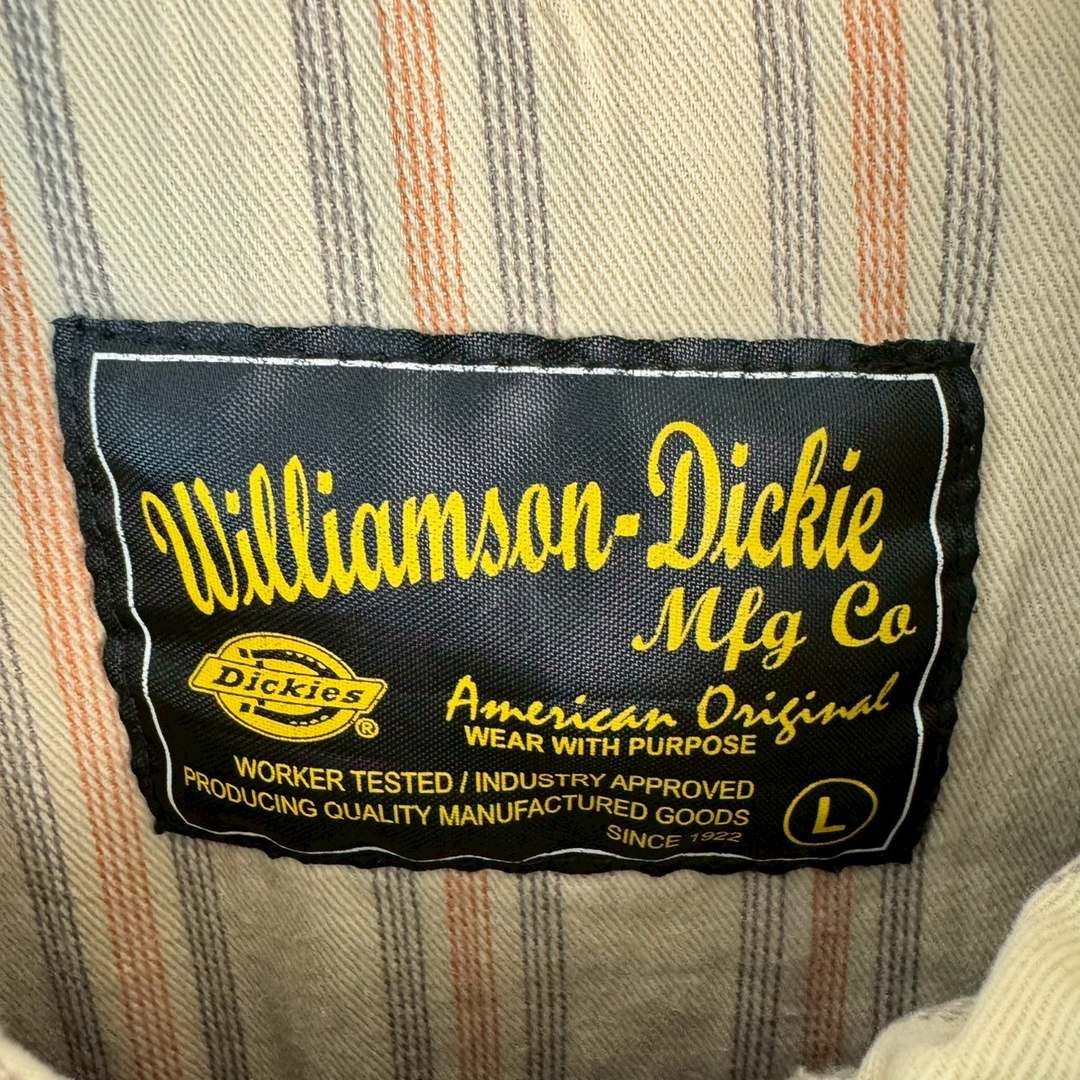 Williamson-Dickie
Mfg Co
Dickies®
American Original
WEAR WITH PURPOSE
WORKER TESTED / INDUSTRY APPROVED
PRODUCING QUALITY MANUFACTURED GOODS
SINCE 1922
L